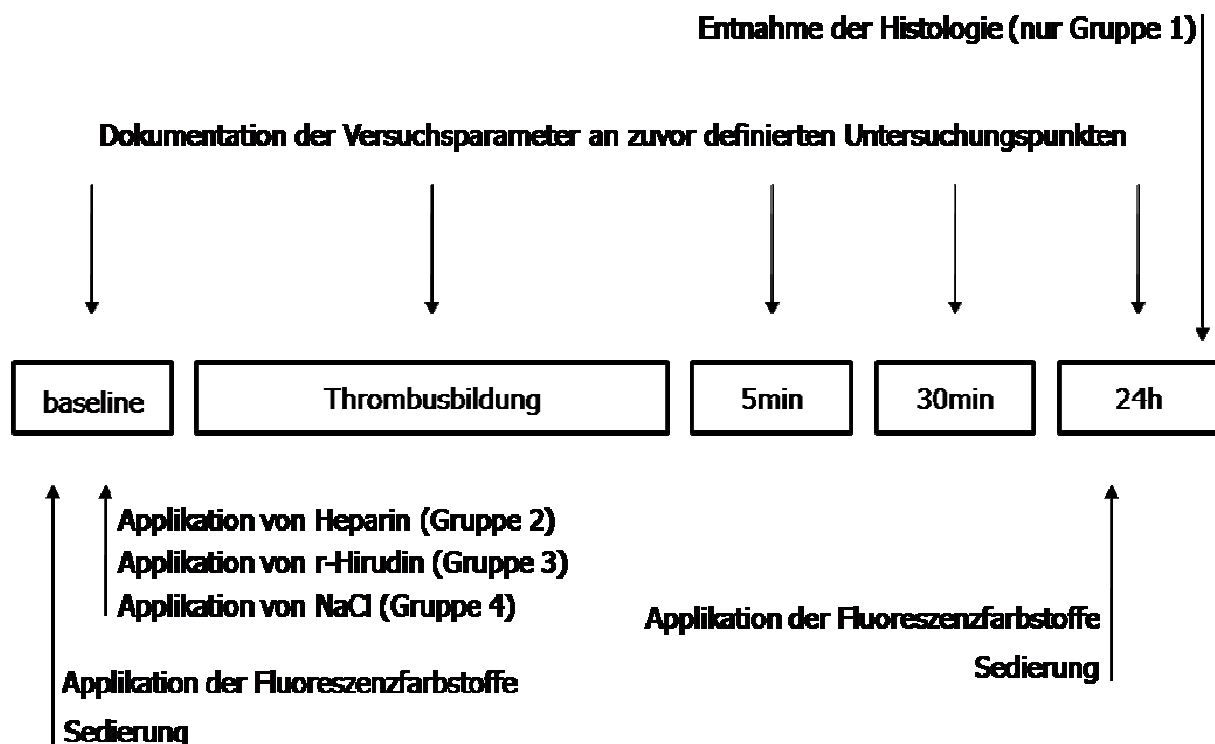 Entnahme der Histologie (nur Gruppe 1)
Dokumentation der Versuchsparameter an zuvor definierten Untersuchungspunkten
baseline
Thrombusbildung
5min
30min
24h
Applikation von Heparin (Gruppe 2)
Applikation von r-Hirudin (Gruppe 3)
Applikation von NaCl (Gruppe 4)
Applikation der Fluoreszenzfarbstoffe
Sedierung
Applikation der Fluoreszenzfarbstoffe
Sedierung